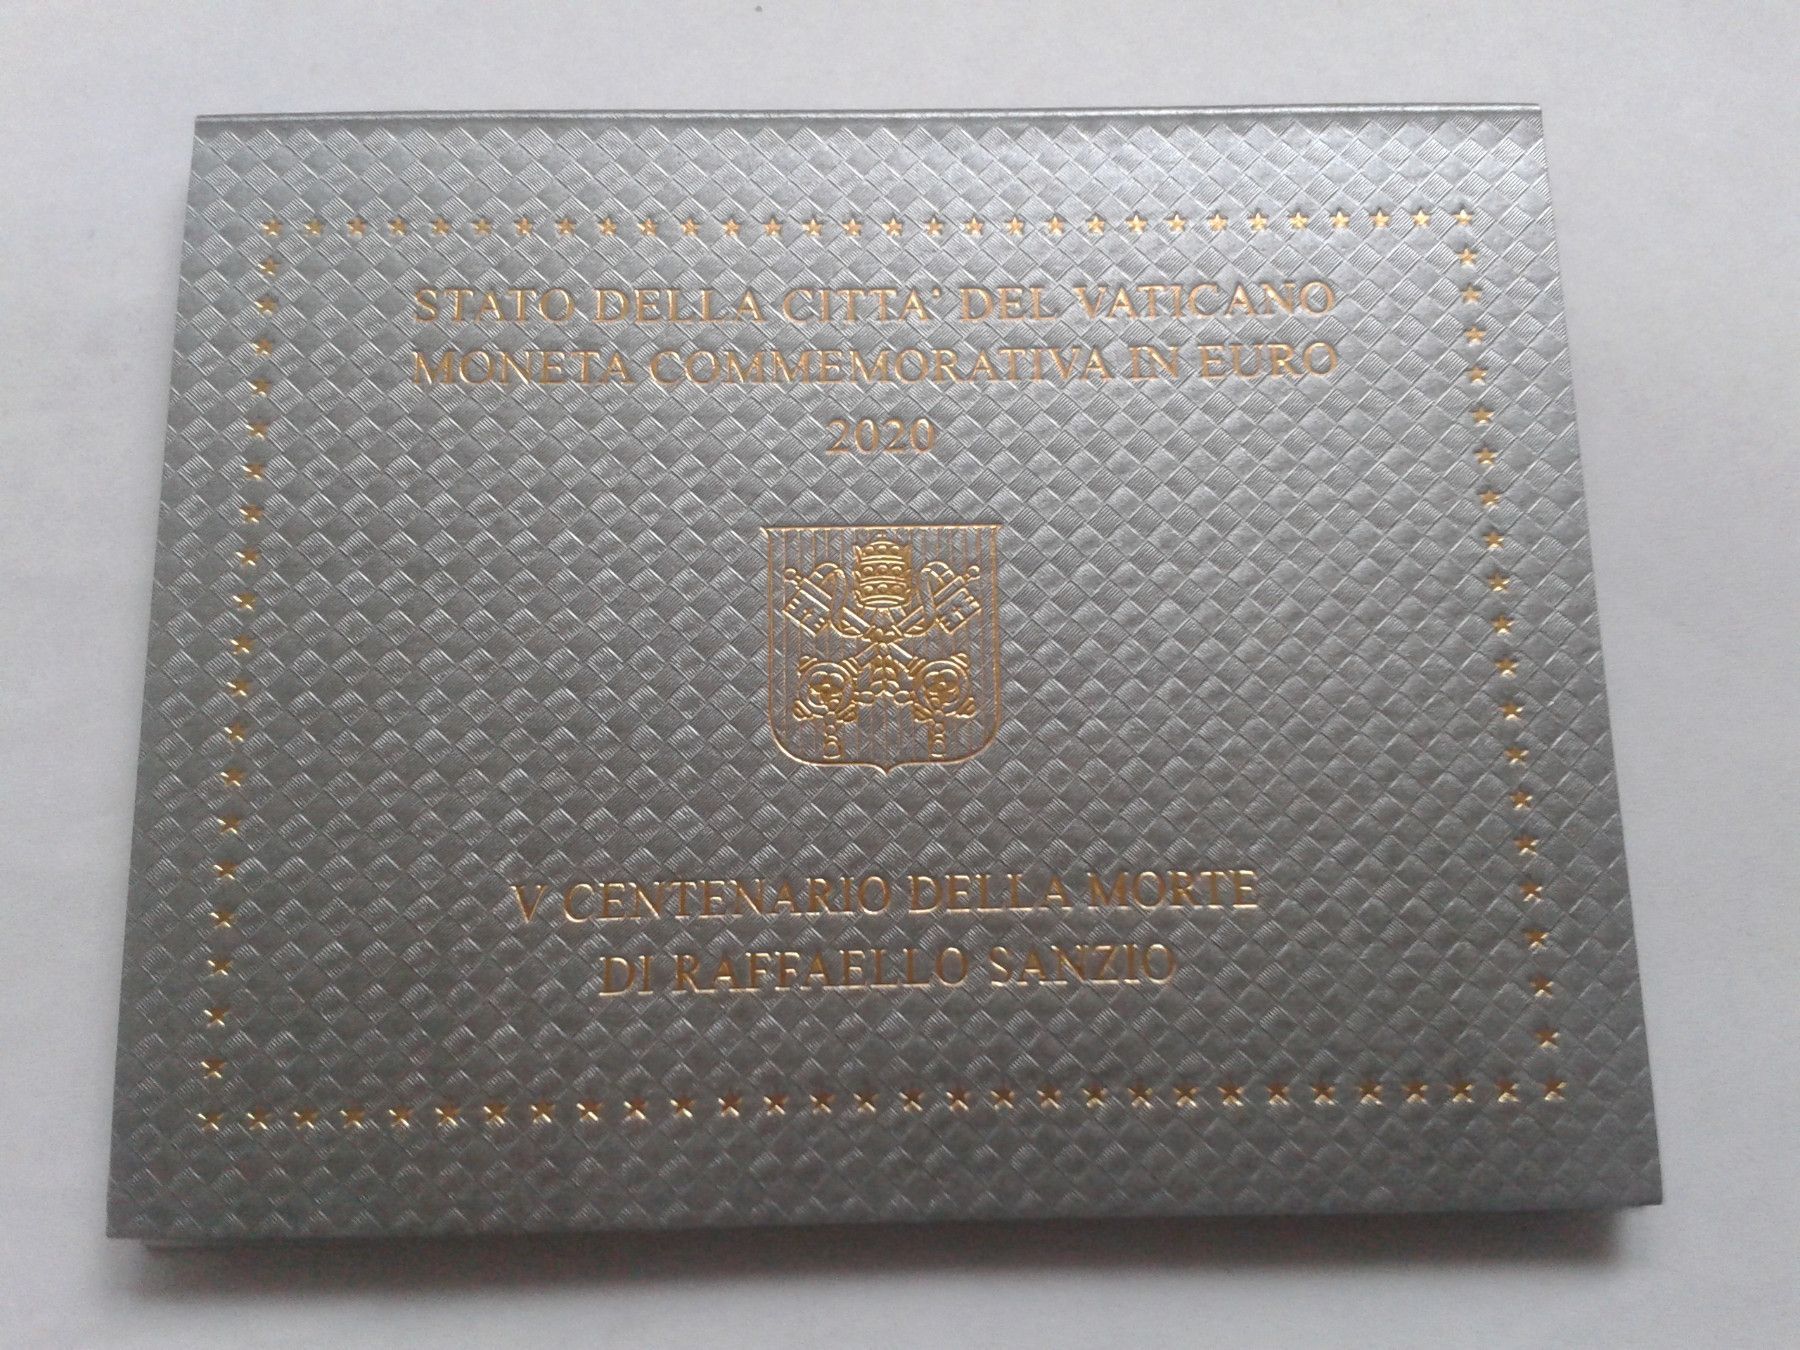 STATO DELLA CITTA' DEL VATICANO
MONETA COMMEMORATIVA IN EURO
2020
V CENTENARIO DELLA MORTE
DI RAFFAELLO SANZIO